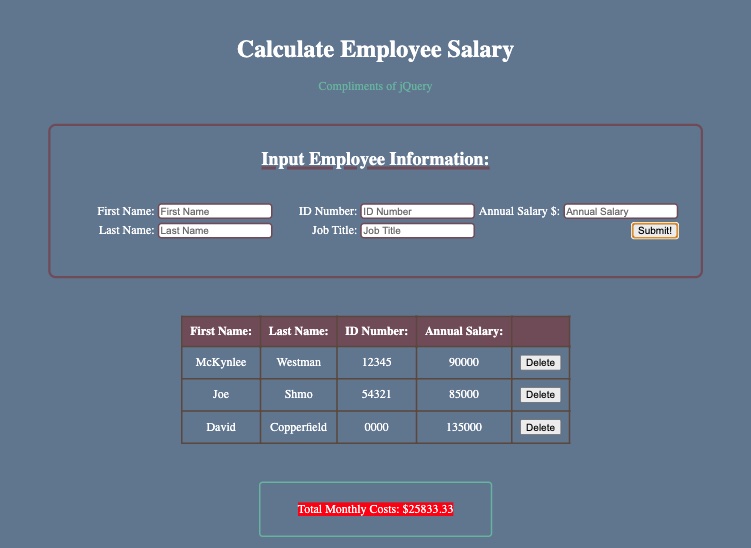 Calculate Employee Salary
Compliments of jQuery
Input Employee Information:
First Name: First Name ID Number: ID Number Annual Salary $: Annual Salary
Last Name: Last Name Job Title: Job Title Submit!
First Name: Last Name: ID Number: Annual Salary:
McKynlee Westman 12345 90000 Delete
Joe Shmo 54321 85000 Delete
David Copperfield 0000 135000 Delete
Total Monthly Costs: $25833.33